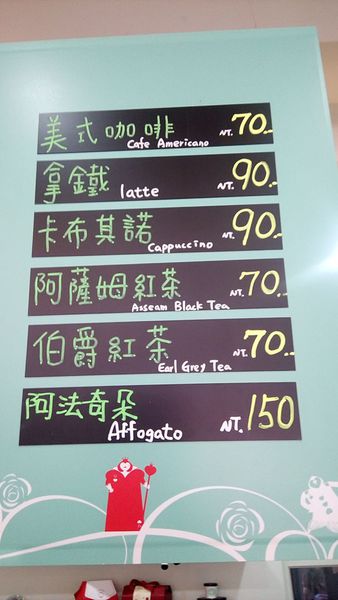 美式咖啡 NT.70.-
Cafe Americano
拿鐵 latte NT.90.-
卡布其諾 NT.90.-
Cappuccino
阿薩姆紅茶 NT.70.-
Asseam Black Tea
伯爵紅茶 NT.70.-
Earl Grey Tea
阿法奇朵 NT.150
Affogato